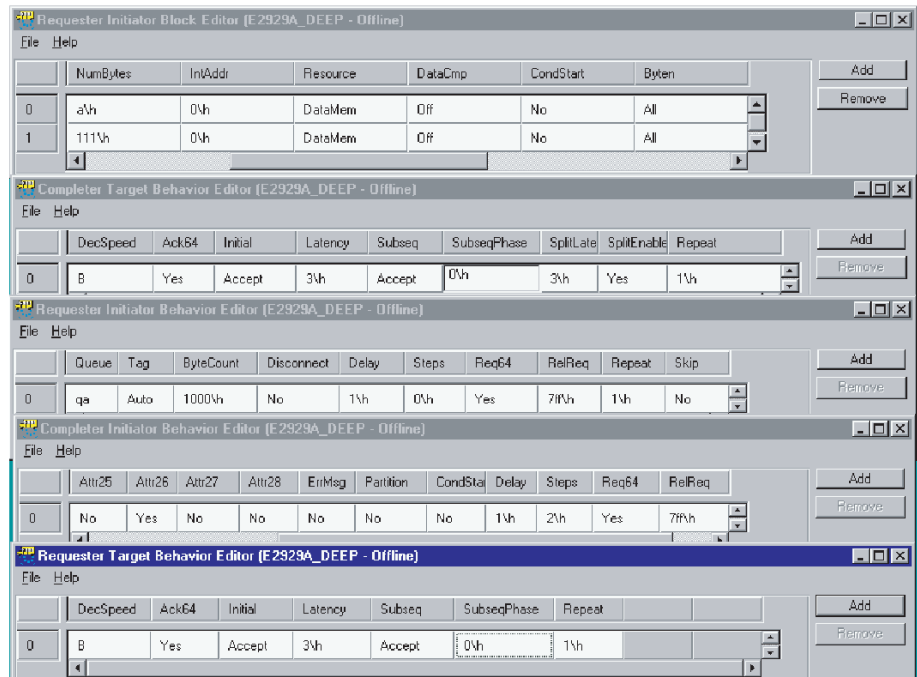 Requester Initiator Block Editor (E2929A_DEEP - Offline)
File Help
NumBytes IntAddr Resource DataCmp CondStart Byten Add
Remove
0 a\h 0\h DataMem Off No All
1 111\h 0\h DataMem Off No All
Completer Target Behavior Editor (E2929A_DEEP - Offline)
File Help
DecSpeed Ack64 Initial Latency Subseq SubseqPhase SplitLate SplitEnable Repeat Add
0 B Yes Accept 3\h Accept 0\h 3\h Yes 1\h Remove
Requester Initiator Behavior Editor (E2929A_DEEP - Offline)
File Help
Queue Tag ByteCount Disconnect Delay Steps Req64 RelReq Repeat Skip Add
0 qa Auto 1000\h No 1\h 0\h Yes 7ff\h 1\h No Remove
Completer Initiator Behavior Editor (E2929A_DEEP - Offline)
File Help
Attr25 Attr26 Attr27 Attr28 ErrMsg Partition CondStar Delay Steps Req64 RelReq Add
0 No Yes No No No No No 1\h 2\h Yes 7ff\h Remove
Requester Target Behavior Editor (E2929A_DEEP - Offline)
File Help
DecSpeed Ack64 Initial Latency Subseq SubseqPhase Repeat Add
0 B Yes Accept 3\h Accept 0\h 1\h Remove